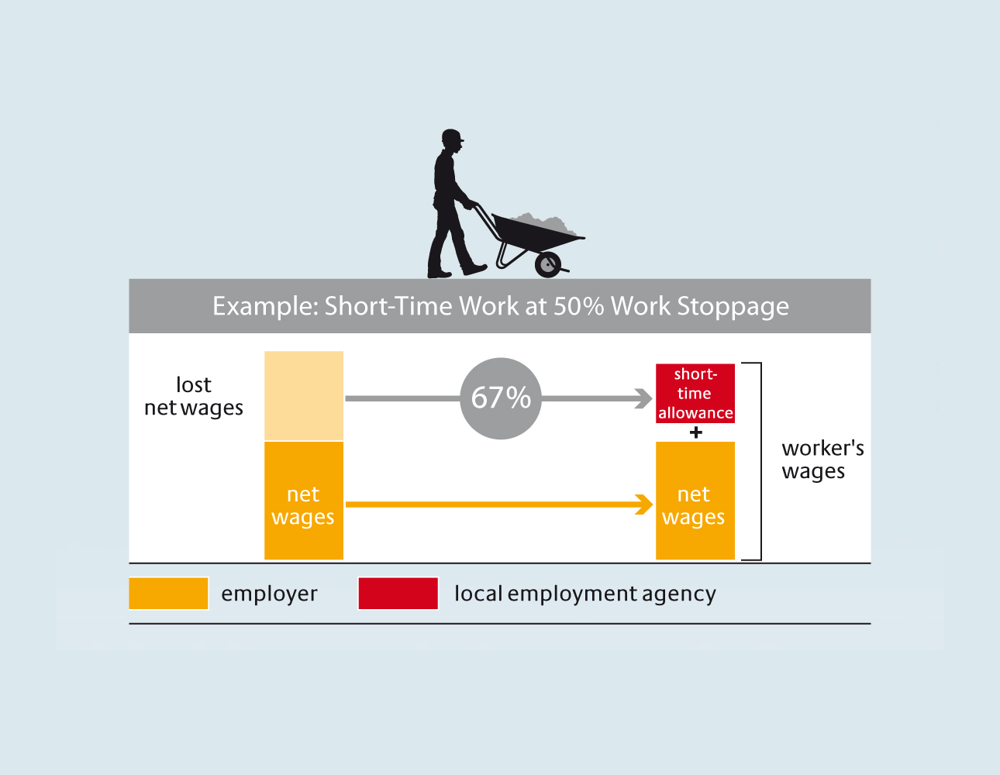 Example: Short-Time Work at 50% Work Stoppage
lost
net wages
67%
short-
time
allowance
+
worker's
wages
net
wages
net
wages
employer
local employment agency